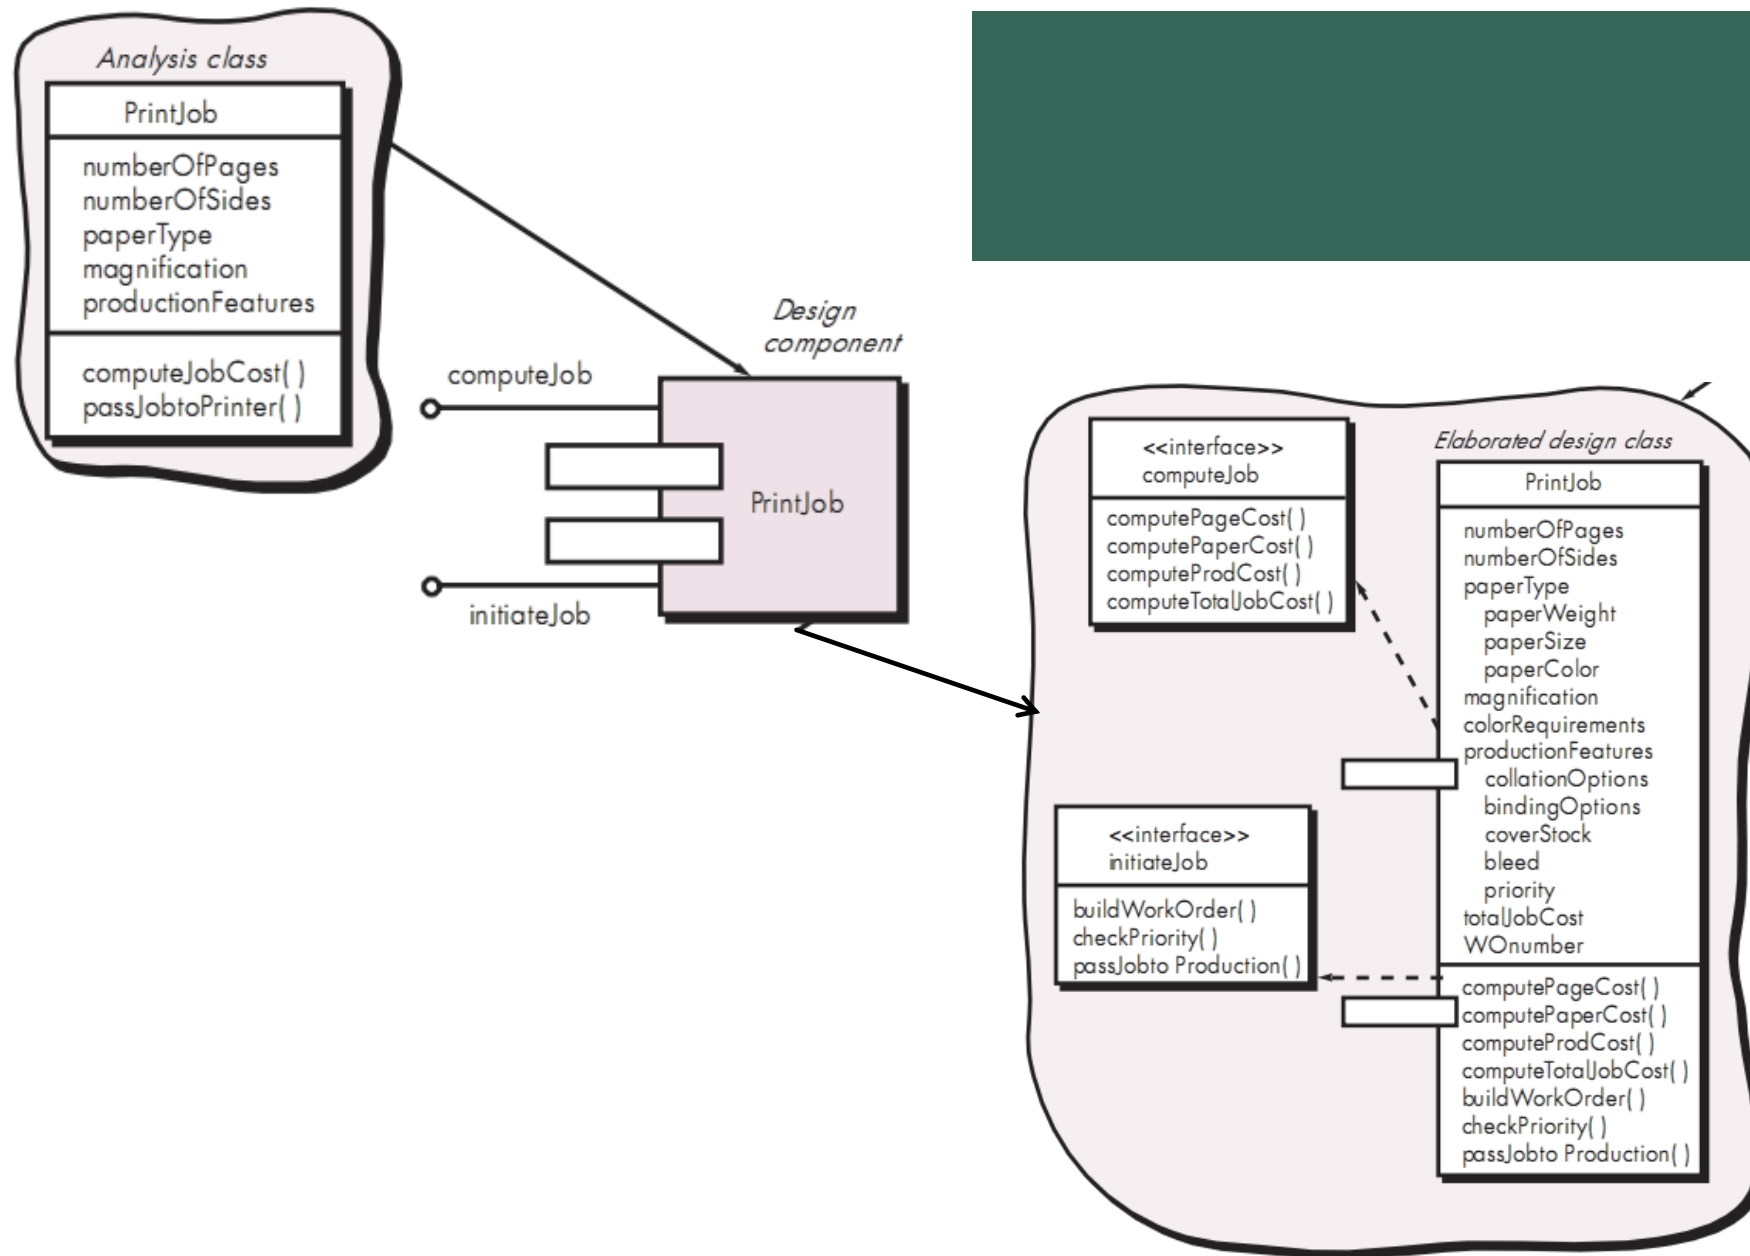 Analysis class
PrintJob
numberOfPages
numberOfSides
paperType
magnification
productionFeatures
computeJobCost( )
passJobtoPrinter( )
Design
component
computeJob
PrintJob
initiateJob
<<interface>>
computeJob
computePageCost( )
computePaperCost( )
computeProdCost( )
computeTotalJobCost( )
<<interface>>
initiateJob
buildWorkOrder( )
checkPriority( )
passJobto Production( )
Elaborated design class
PrintJob
numberOfPages
numberOfSides
paperType
paperWeight
paperSize
paperColor
magnification
colorRequirements
productionFeatures
collationOptions
bindingOptions
coverStock
bleed
priority
totalJobCost
WOnumber
computePageCost( )
computePaperCost( )
computeProdCost( )
computeTotalJobCost( )
buildWorkOrder( )
checkPriority( )
passJobto Production( )